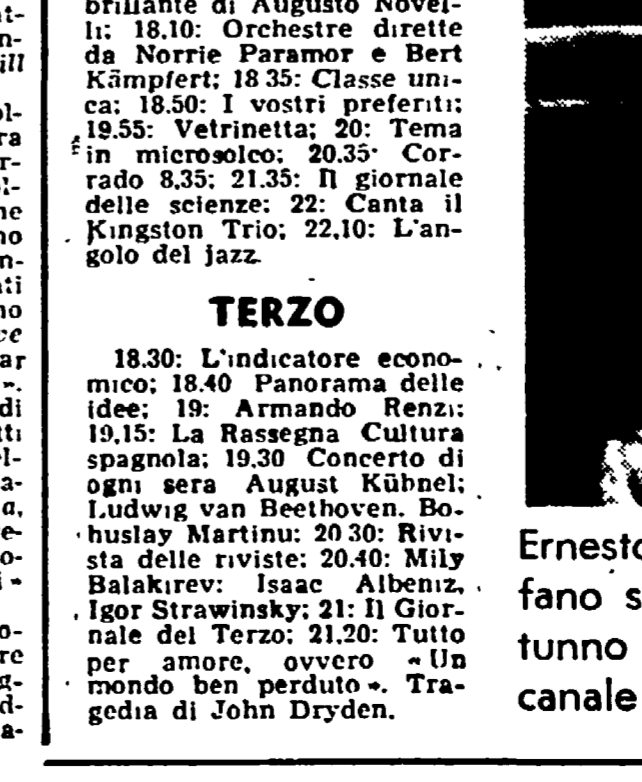 brillante di Augusto Novel-
li; 18.10: Orchestre dirette
da Norrie Paramor e Bert
Kämpfert; 18 35: Classe uni-
ca; 18.50: I vostri preferiti;
19.55: Vetrinetta; 20: Tema
in microsolco; 20.35· Cor-
rado 8,35; 21.35: Il giornale
delle scienze; 22: Canta il
Kingston Trio; 22,10: L'an-
golo del jazz.
TERZO
18.30: L'indicatore econo-
mico; 18.40 Panorama delle
idee; 19: Armando Renzi;
19,15: La Rassegna Cultura
spagnola; 19.30 Concerto di
ogni sera August Kühnel;
Ludwig van Beethoven. Bo-
huslay Martinu; 20 30: Rivi-
sta delle riviste; 20.40: Mily
Balakirev; Isaac Albeniz,
Igor Strawinsky; 21: Il Gior-
nale del Terzo; 21,20: Tutto
per amore, ovvero «Un
mondo ben perduto». Tra-
gedia di John Dryden.
Ernesto
fano s
tunno
canale